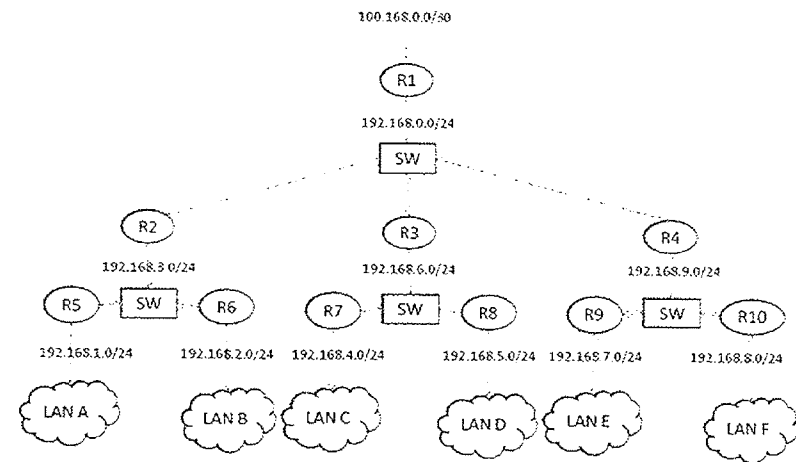 100.168.0.0/30
R1
192.168.0.0/24
SW
R2
R3
R4
192.168.3.0/24
192.168.6.0/24
192.168.9.0/24
R5
SW
R6
R7
SW
R8
R9
SW
R10
192.168.1.0/24
192.168.2.0/24
192.168.4.0/24
192.168.5.0/24
192.168.7.0/24
192.168.8.0/24
LAN A
LAN B
LAN C
LAN D
LAN E
LAN F